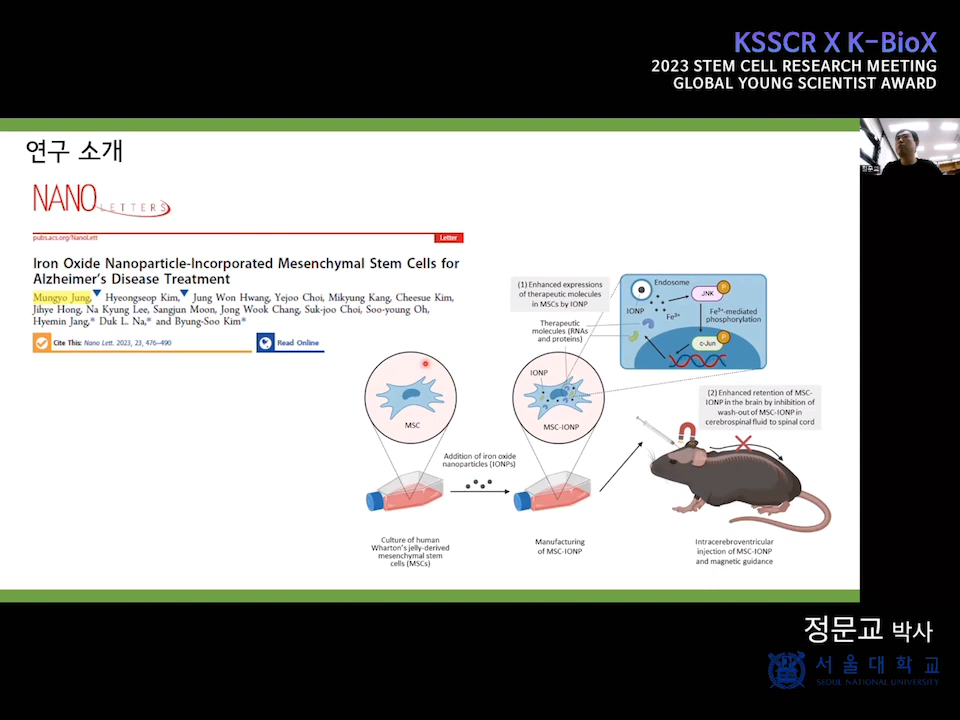 KSSCR X K-BioX
2023 STEM CELL RESEARCH MEETING
GLOBAL YOUNG SCIENTIST AWARD
연구 소개
정문교
NANO LETTERS
pubs.acs.org/NanoLett
Letter
Iron Oxide Nanoparticle-Incorporated Mesenchymal Stem Cells for
Alzheimer's Disease Treatment
Mungyo Jung, Hyeongseop Kim, Jung Won Hwang, Yejoo Choi, Mikyung Kang, Cheesue Kim,
Jihye Hong, Na Kyung Lee, Sangjun Moon, Jong Wook Chang, Suk-joo Choi, Soo-young Oh,
Hyemin Jang,* Duk L. Na,* and Byung-Soo Kim*
Cite This: Nano Lett. 2023, 23, 476–490
Read Online
(1) Enhanced expressions
of therapeutic molecules
in MSCs by IONP
Therapeutic
molecules (RNAs
and proteins)
Endosome
JNK
P
IONP
Fe³⁺
Fe³⁺-mediated
phosphorylation
c-Jun
P
MSC
IONP
MSC-IONP
(2) Enhanced retention of MSC-
IONP in the brain by inhibition of
wash-out of MSC-IONP in
cerebrospinal fluid to spinal cord
Addition of iron oxide
nanoparticles (IONPs)
Culture of human
Wharton's jelly-derived
mesenchymal stem
cells (MSCs)
Manufacturing
of MSC-IONP
Intracerebroventricular
injection of MSC-IONP
and magnetic guidance
정문교 박사
서울대학교
SEOUL NATIONAL UNIVERSITY